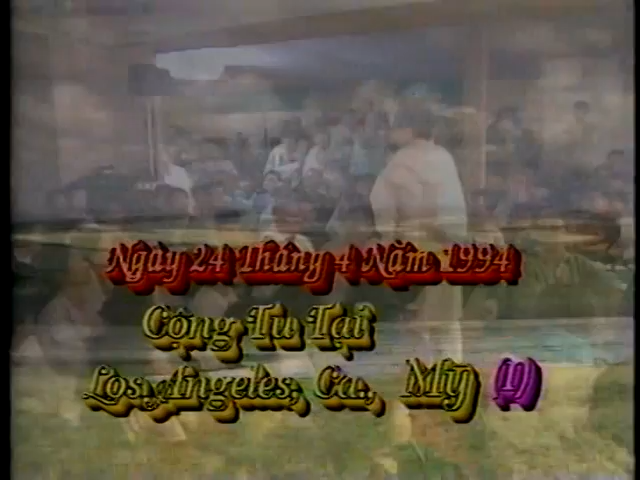 Ngày 24 Tháng 4 Năm 1994
Cộng Tu Tại
Los Angeles, Ca., Mỹ (1)